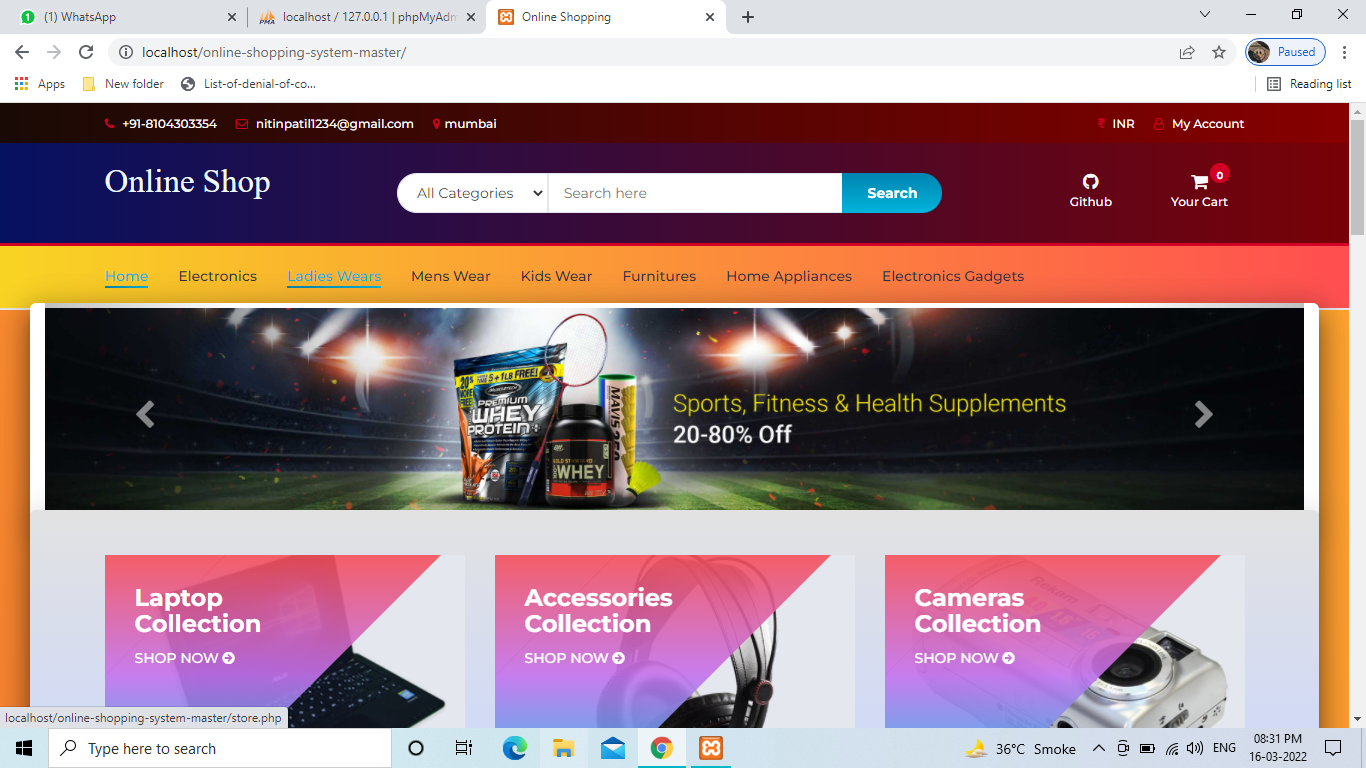 (1) WhatsApp
localhost / 127.0.0.1 | phpMyAdm
Online Shopping
localhost/online-shopping-system-master/
Paused
Apps
New folder
List-of-denial-of-co...
Reading list
+91-8104303354
nitinpatil1234@gmail.com
mumbai
INR
My Account
Online Shop
All Categories
Search here
Search
Github
0
Your Cart
Home
Electronics
Ladies Wears
Mens Wear
Kids Wear
Furnitures
Home Appliances
Electronics Gadgets
20%
5+1LB FREE!
PREMIUM
WHEY
PROTEIN+
WHEY
MAVIS
Sports, Fitness & Health Supplements
20-80% Off
Laptop
Collection
SHOP NOW
Accessories
Collection
SHOP NOW
Cameras
Collection
SHOP NOW
localhost/online-shopping-system-master/store.php
Type here to search
36°C Smoke
ENG
08:31 PM
16-03-2022